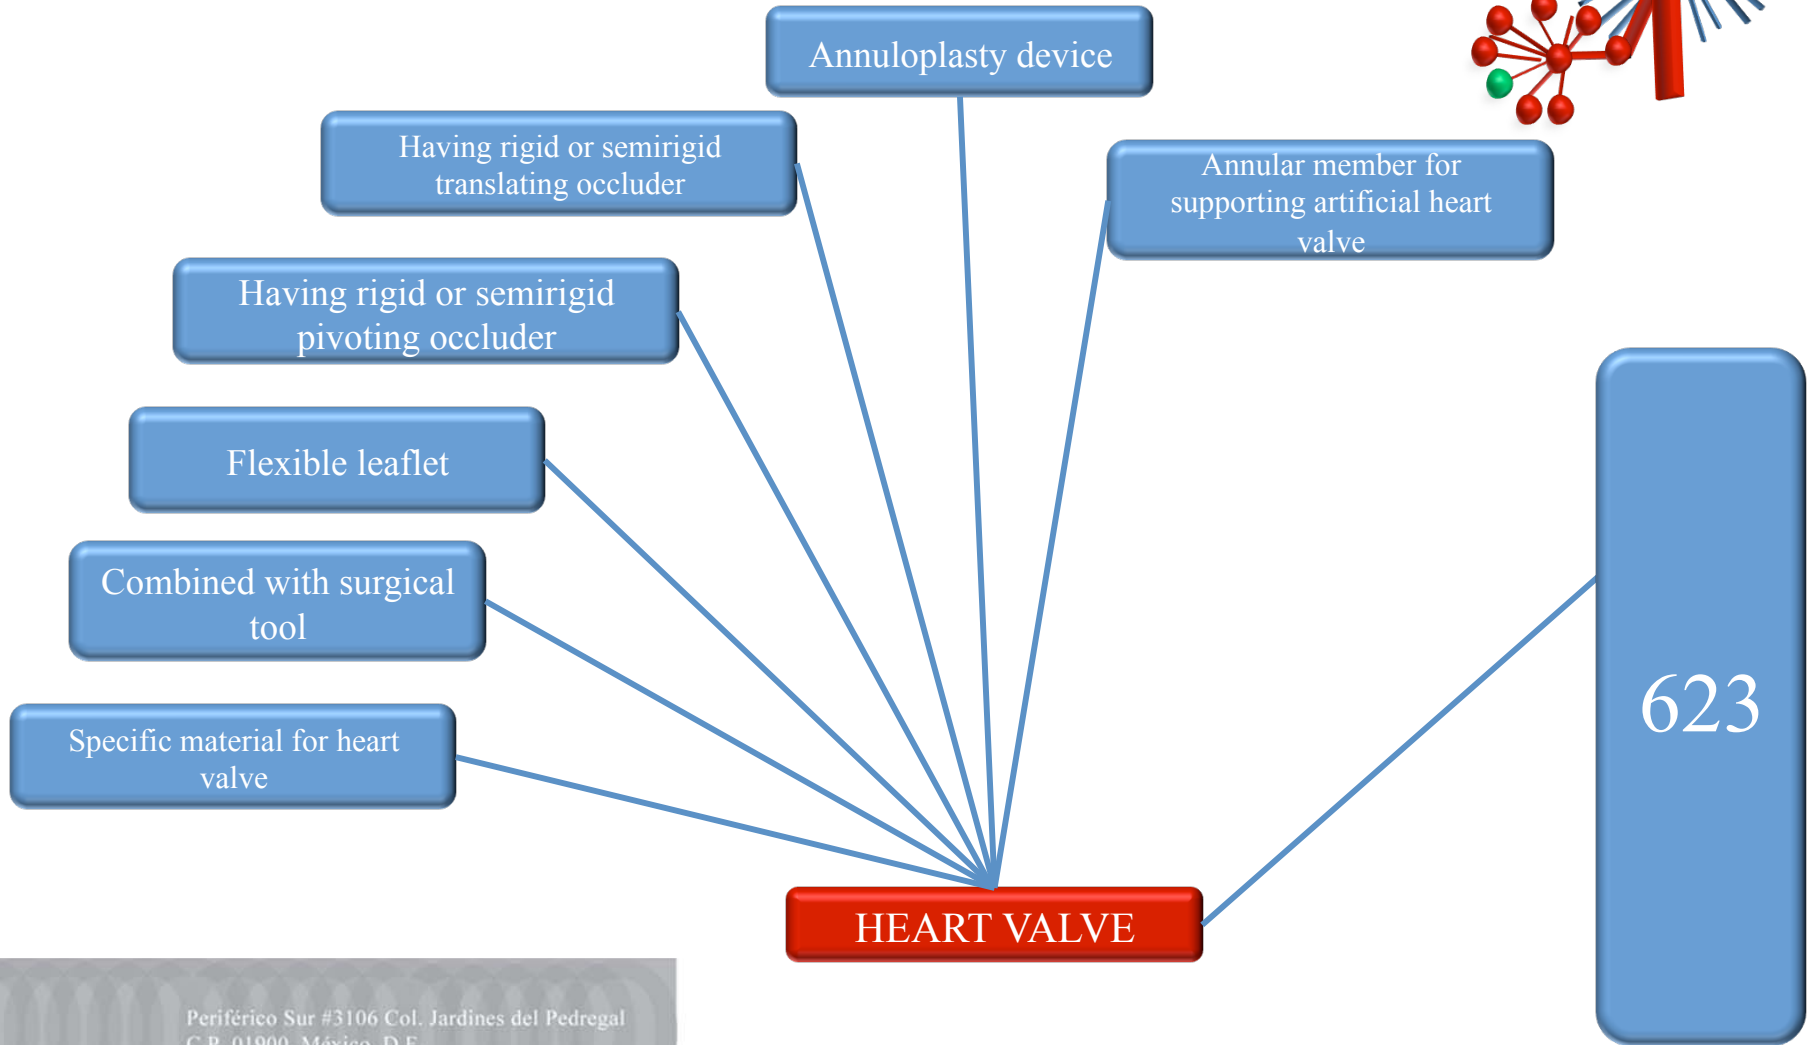 Annuloplasty device
Having rigid or semirigid
translating occluder
Annular member for
supporting artificial heart
valve
Having rigid or semirigid
pivoting occluder
Flexible leaflet
Combined with surgical
tool
Specific material for heart
valve
623
HEART VALVE
Periférico Sur #3106 Col. Jardines del Pedregal
C.P. 01900, México, D.F.